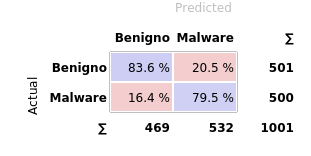 Predicted
Benigno Malware Σ
Actual
Benigno 83.6 % 20.5 % 501
Malware 16.4 % 79.5 % 500
Σ 469 532 1001